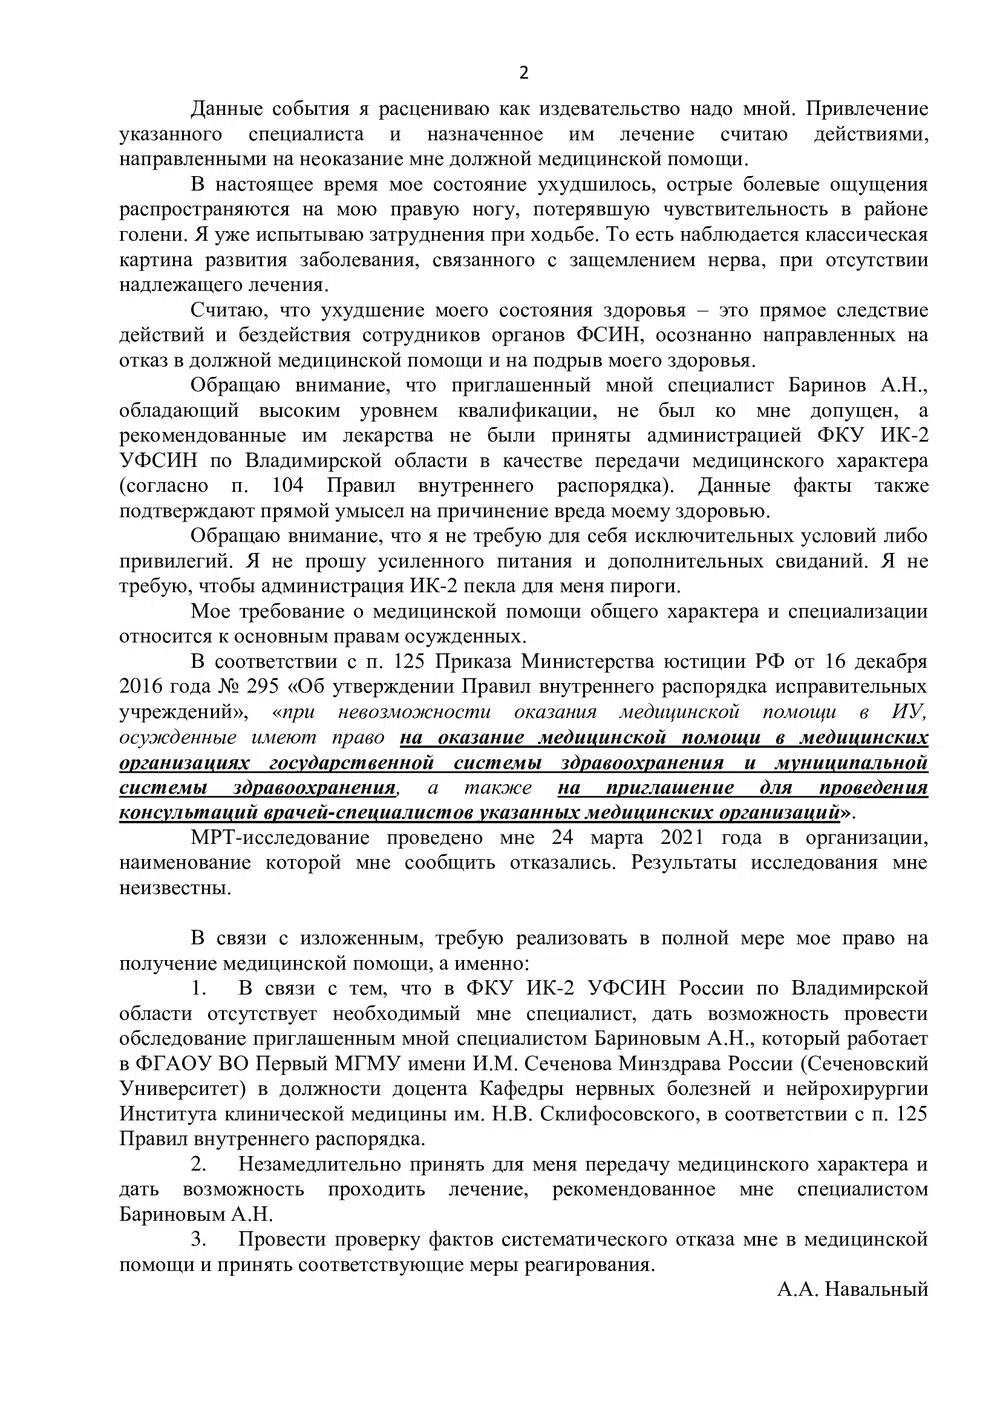 2
Данные события я расцениваю как издевательство надо мной. Привлечение
указанного специалиста и назначенное им лечение считаю действиями,
направленными на неоказание мне должной медицинской помощи.
В настоящее время мое состояние ухудшилось, острые болевые ощущения
распространяются на мою правую ногу, потерявшую чувствительность в районе
голени. Я уже испытываю затруднения при ходьбе. То есть наблюдается классическая
картина развития заболевания, связанного с защемлением нерва, при отсутствии
надлежащего лечения.
Считаю, что ухудшение моего состояния здоровья – это прямое следствие
действий и бездействия сотрудников органов ФСИН, осознанно направленных на
отказ в должной медицинской помощи и на подрыв моего здоровья.
Обращаю внимание, что приглашенный мной специалист Баринов А.Н.,
обладающий высоким уровнем квалификации, не был ко мне допущен, а
рекомендованные им лекарства не были приняты администрацией ФКУ ИК-2
УФСИН по Владимирской области в качестве передачи медицинского характера
(согласно п. 104 Правил внутреннего распорядка). Данные факты также
подтверждают прямой умысел на причинение вреда моему здоровью.
Обращаю внимание, что я не требую для себя исключительных условий либо
привилегий. Я не прошу усиленного питания и дополнительных свиданий. Я не
требую, чтобы администрация ИК-2 пекла для меня пироги.
Мое требование о медицинской помощи общего характера и специализации
относится к основным правам осужденных.
В соответствии с п. 125 Приказа Министерства юстиции РФ от 16 декабря
2016 года № 295 «Об утверждении Правил внутреннего распорядка исправительных
учреждений», «при невозможности оказания медицинской помощи в ИУ,
осужденные имеют право на оказание медицинской помощи в медицинских
организациях государственной системы здравоохранения и муниципальной
системы здравоохранения, а также на приглашение для проведения
консультаций врачей-специалистов указанных медицинских организаций».
МРТ-исследование проведено мне 24 марта 2021 года в организации,
наименование которой мне сообщить отказались. Результаты исследования мне
неизвестны.
В связи с изложенным, требую реализовать в полной мере мое право на
получение медицинской помощи, а именно:
1. В связи с тем, что в ФКУ ИК-2 УФСИН России по Владимирской
области отсутствует необходимый мне специалист, дать возможность провести
обследование приглашенным мной специалистом Бариновым А.Н., который работает
в ФГАОУ ВО Первый МГМУ имени И.М. Сеченова Минздрава России (Сеченовский
Университет) в должности доцента Кафедры нервных болезней и нейрохирургии
Института клинической медицины им. Н.В. Склифосовского, в соответствии с п. 125
Правил внутреннего распорядка.
2. Незамедлительно принять для меня передачу медицинского характера и
дать возможность проходить лечение, рекомендованное мне специалистом
Бариновым А.Н.
3. Провести проверку фактов систематического отказа мне в медицинской
помощи и принять соответствующие меры реагирования.
А.А. Навальный